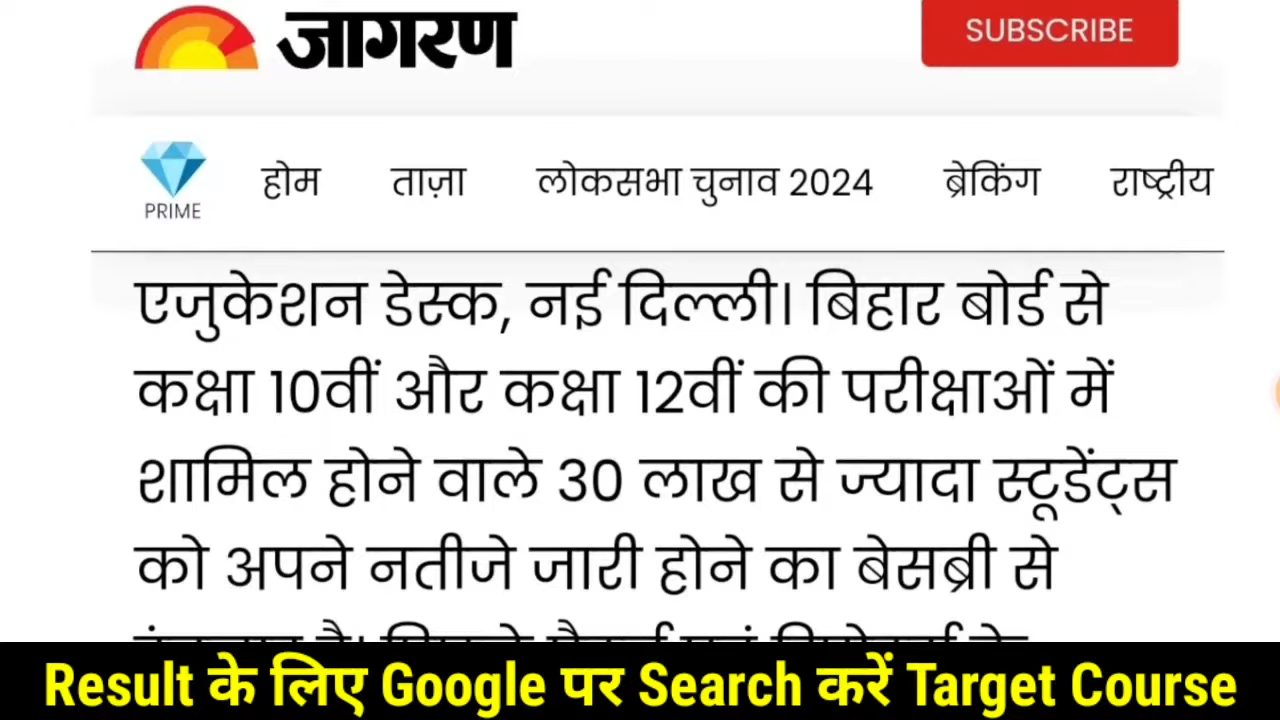 जागरण
SUBSCRIBE
PRIME
होम ताज़ा लोकसभा चुनाव 2024 ब्रेकिंग राष्ट्रीय
एजुकेशन डेस्क, नई दिल्ली। बिहार बोर्ड से
कक्षा 10वीं और कक्षा 12वीं की परीक्षाओं में
शामिल होने वाले 30 लाख से ज्यादा स्टूडेंट्स
को अपने नतीजे जारी होने का बेसब्री से
Result के लिए Google पर Search करें Target Course